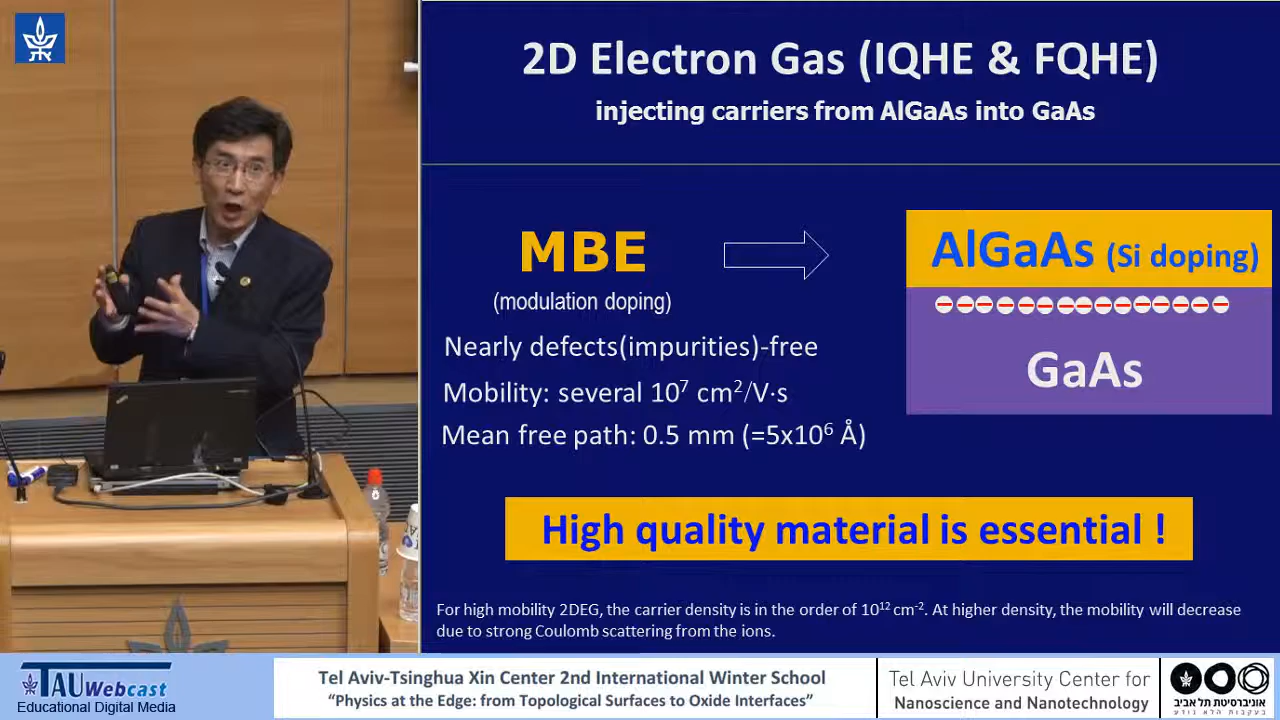 2D Electron Gas (IQHE & FQHE)
injecting carriers from AlGaAs into GaAs
MBE
(modulation doping)
AlGaAs (Si doping)
GaAs
Nearly defects(impurities)-free
Mobility: several 10⁷ cm²/V·s
Mean free path: 0.5 mm (=5x10⁶ Å)
High quality material is essential !
For high mobility 2DEG, the carrier density is in the order of 10¹² cm⁻². At higher density, the mobility will decrease
due to strong Coulomb scattering from the ions.
TAU Webcast
Educational Digital Media
Tel Aviv-Tsinghua Xin Center 2nd International Winter School
“Physics at the Edge: from Topological Surfaces to Oxide Interfaces”
Tel Aviv University Center for
Nanoscience and Nanotechnology
אוניברסיטת תל אביב
בעקבות הלא נודע